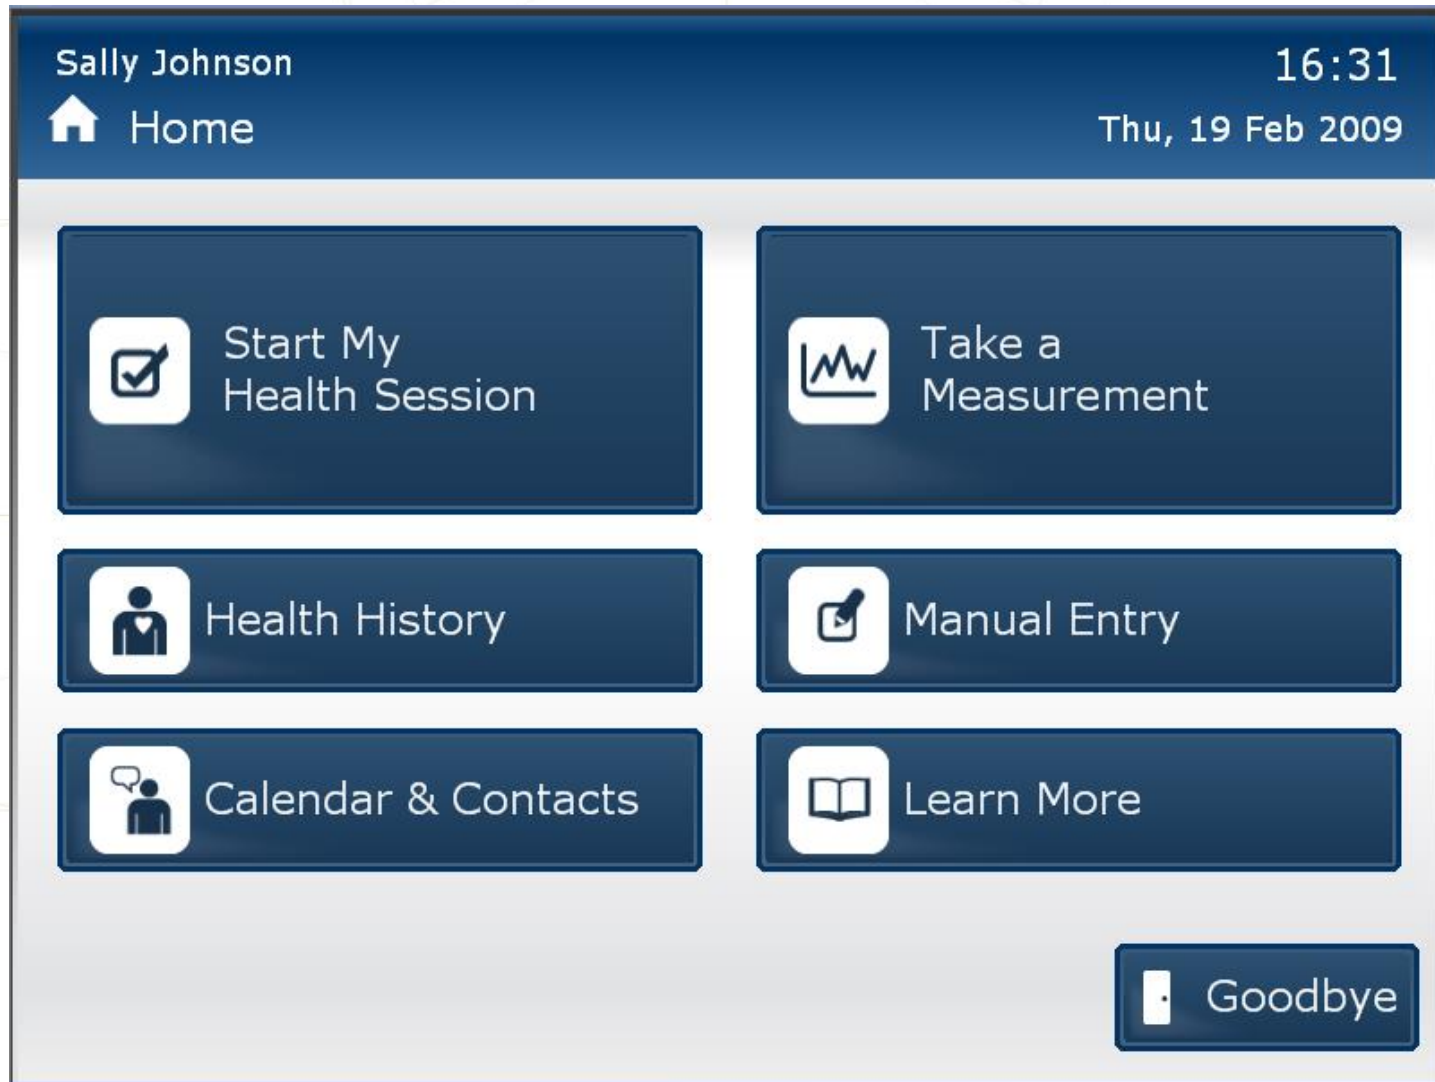 Sally Johnson
16:31
Home
Thu, 19 Feb 2009
Start My
Health Session
Take a
Measurement
Health History
Manual Entry
Calendar & Contacts
Learn More
Goodbye